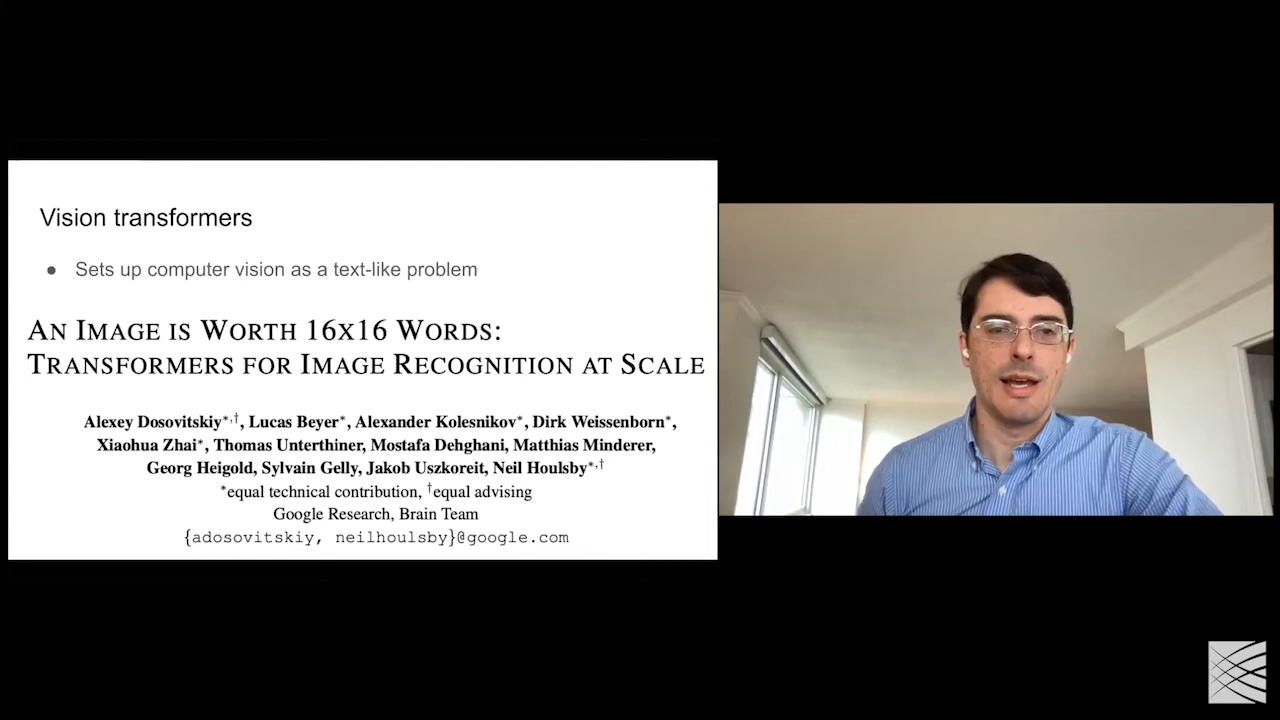 Vision transformers
● Sets up computer vision as a text-like problem
AN IMAGE IS WORTH 16X16 WORDS:
TRANSFORMERS FOR IMAGE RECOGNITION AT SCALE
Alexey Dosovitskiy*,†, Lucas Beyer*, Alexander Kolesnikov*, Dirk Weissenborn*,
Xiaohua Zhai*, Thomas Unterthiner, Mostafa Dehghani, Matthias Minderer,
Georg Heigold, Sylvain Gelly, Jakob Uszkoreit, Neil Houlsby*,†
*equal technical contribution, †equal advising
Google Research, Brain Team
{adosovitskiy, neilhoulsby}@google.com